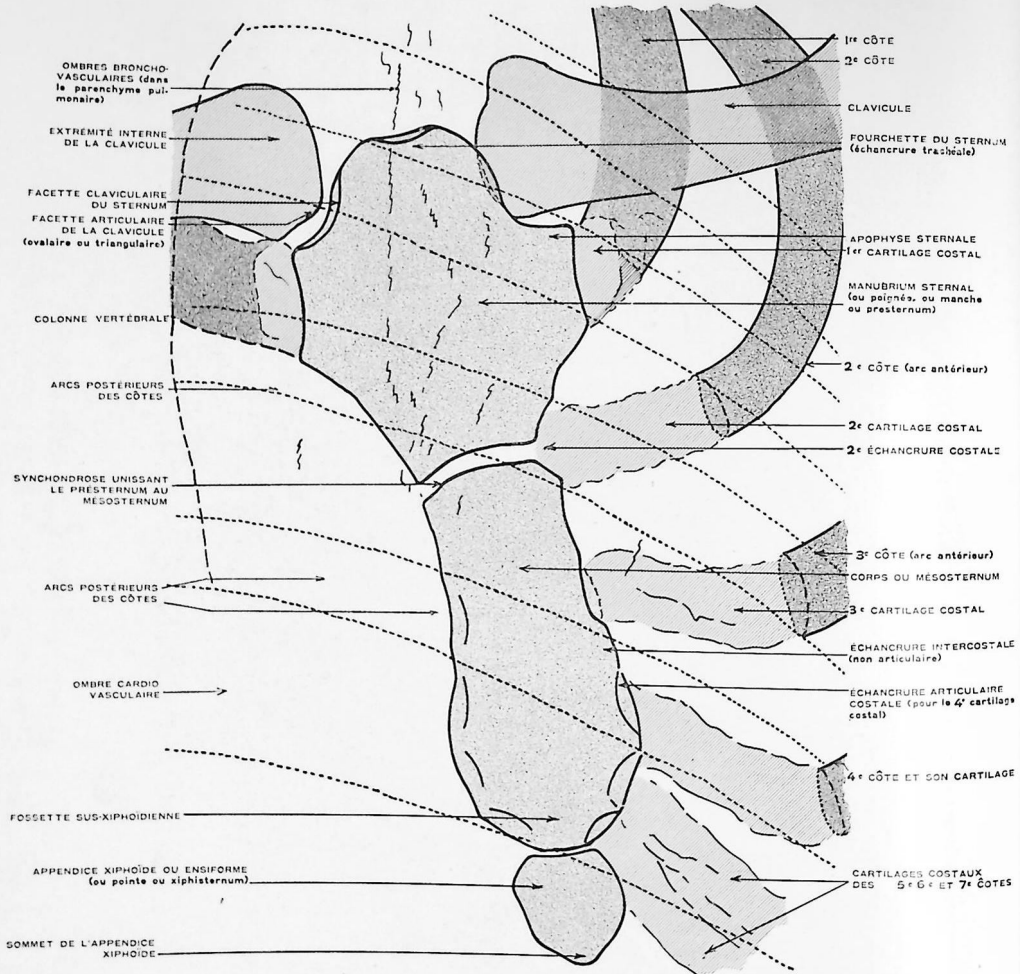 OMBRES BRONCHO-
VASCULAIRES (dans
le parenchyme pul-
monaire)
EXTRÉMITÉ INTERNE
DE LA CLAVICULE
FACETTE CLAVICULAIRE
DU STERNUM
FACETTE ARTICULAIRE
DE LA CLAVICULE
(ovalaire ou triangulaire)
COLONNE VERTÉBRALE
ARCS POSTÉRIEURS
DES CÔTES
SYNCHONDROSE UNISSANT
LE PRÉSTERNUM AU
MÉSOSTERNUM
ARCS POSTÉRIEURS
DES CÔTES
OMBRE CARDIO
VASCULAIRE
FOSSETTE SUS-XIPHOÏDIENNE
APPENDICE XIPHOÏDE OU ENSIFORME
(ou pointe ou xiphisternum)
SOMMET DE L'APPENDICE
XIPHOÏDE
1re CÔTE
2e CÔTE
CLAVICULE
FOURCHETTE DU STERNUM
(échancrure trachéale)
APOPHYSE STERNALE
1er CARTILAGE COSTAL
MANUBRIUM STERNAL
(ou poignés, ou manche
ou presternum)
2e CÔTE (arc antérieur)
2e CARTILAGE COSTAL
2e ÉCHANCRURE COSTALE
3e CÔTE (arc antérieur)
CORPS OU MÉSOSTERNUM
3e CARTILAGE COSTAL
ÉCHANCRURE INTERCOSTALE
(non articulaire)
ÉCHANCRURE ARTICULAIRE
COSTALE (pour le 4e cartilage
costal)
4e CÔTE ET SON CARTILAGE
CARTILAGES COSTAUX
DES 5e 6e ET 7e CÔTES